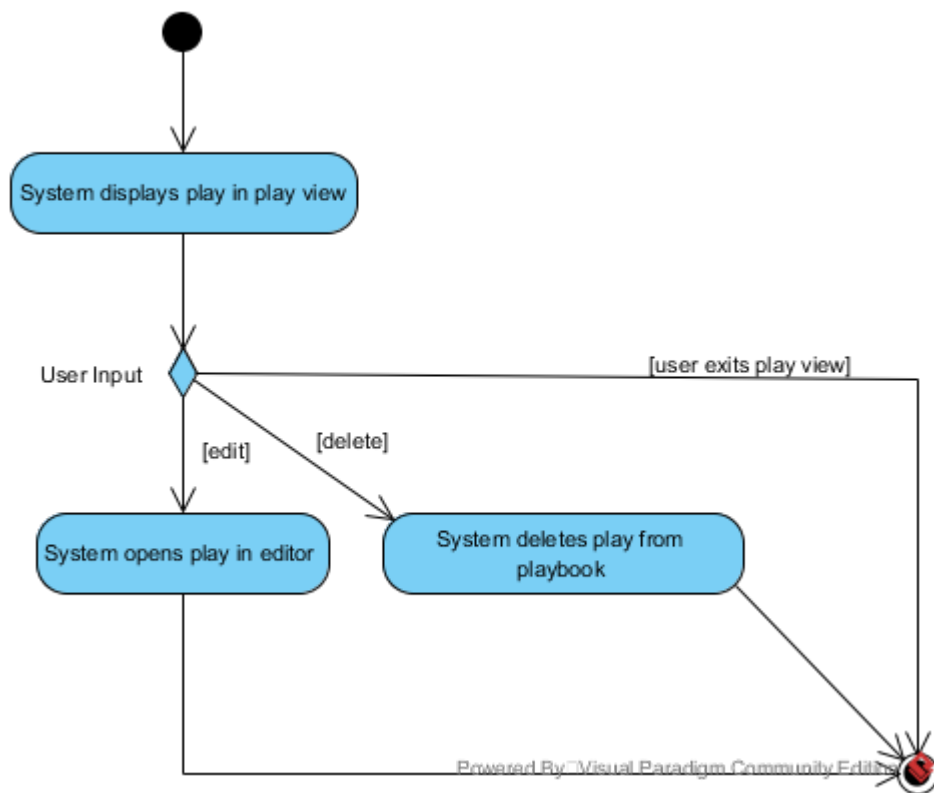 System displays play in play view
[user exits play view]
User Input
[edit]
[delete]
System opens play in editor
System deletes play from
playbook
Powered By Visual Paradigm Community Edition